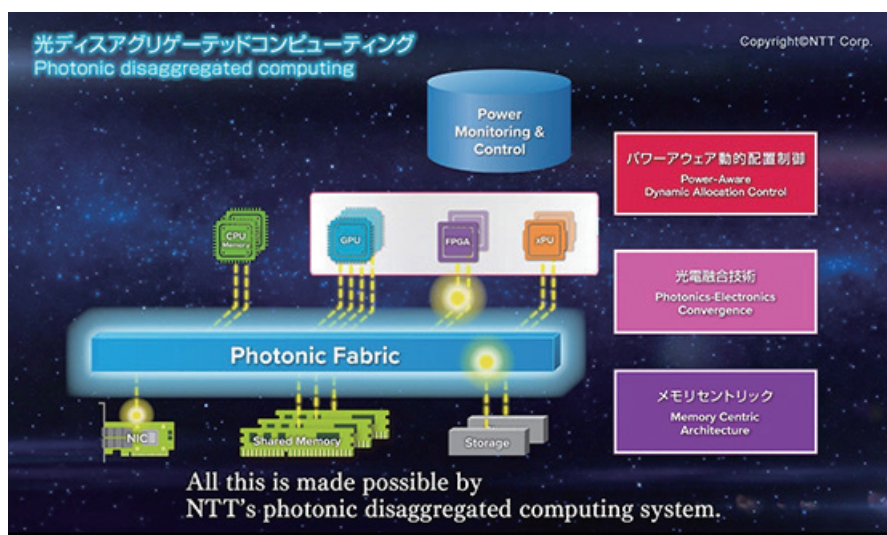 光ディスアグリゲーテッドコンピューティング
Photonic disaggregated computing
Copyright©NTT Corp.
Power
Monitoring &
Control
パワーアウェア動的配置制御
Power-Aware
Dynamic Allocation Control
CPU
Memory
GPU
FPGA
xPU
光電融合技術
Photonics-Electronics
Convergence
Photonic Fabric
メモリセントリック
Memory Centric
Architecture
NIC
Shared Memory
Storage
All this is made possible by
NTT's photonic disaggregated computing system.